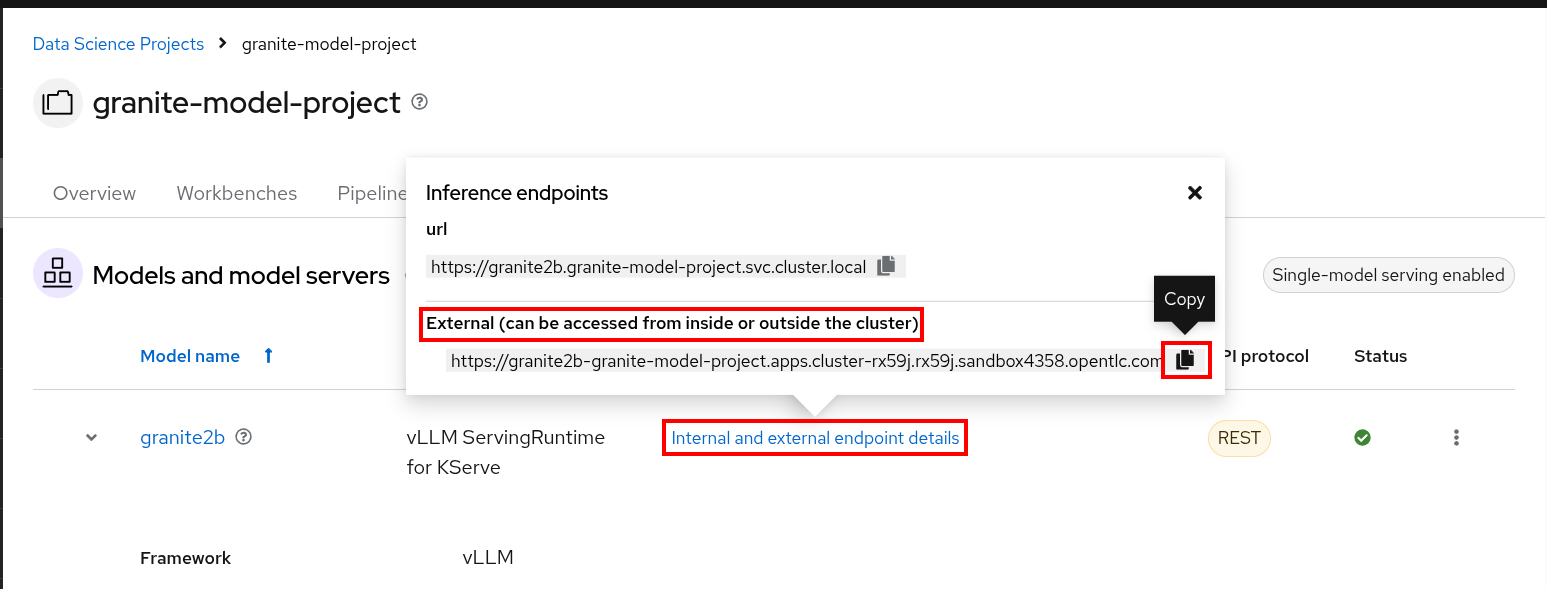 Data Science Projects > granite-model-project
granite-model-project
Overview Workbenches Pipeline
Inference endpoints
url
https://granite2b.granite-model-project.svc.cluster.local
Models and model servers
Single-model serving enabled
Copy
External (can be accessed from inside or outside the cluster)
https://granite2b-granite-model-project.apps.cluster-rx59j.rx59j.sandbox4358.opentlc.com
Model name PI protocol Status
granite2b vLLM ServingRuntime Internal and external endpoint details REST
for KServe
Framework vLLM